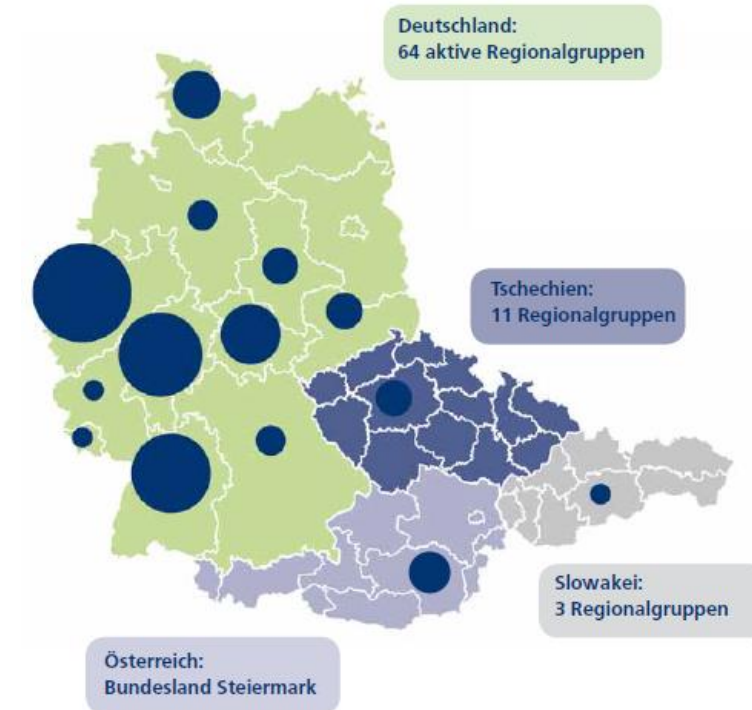 Deutschland:
64 aktive Regionalgruppen
Tschechien:
11 Regionalgruppen
Slowakei:
3 Regionalgruppen
Österreich:
Bundesland Steiermark